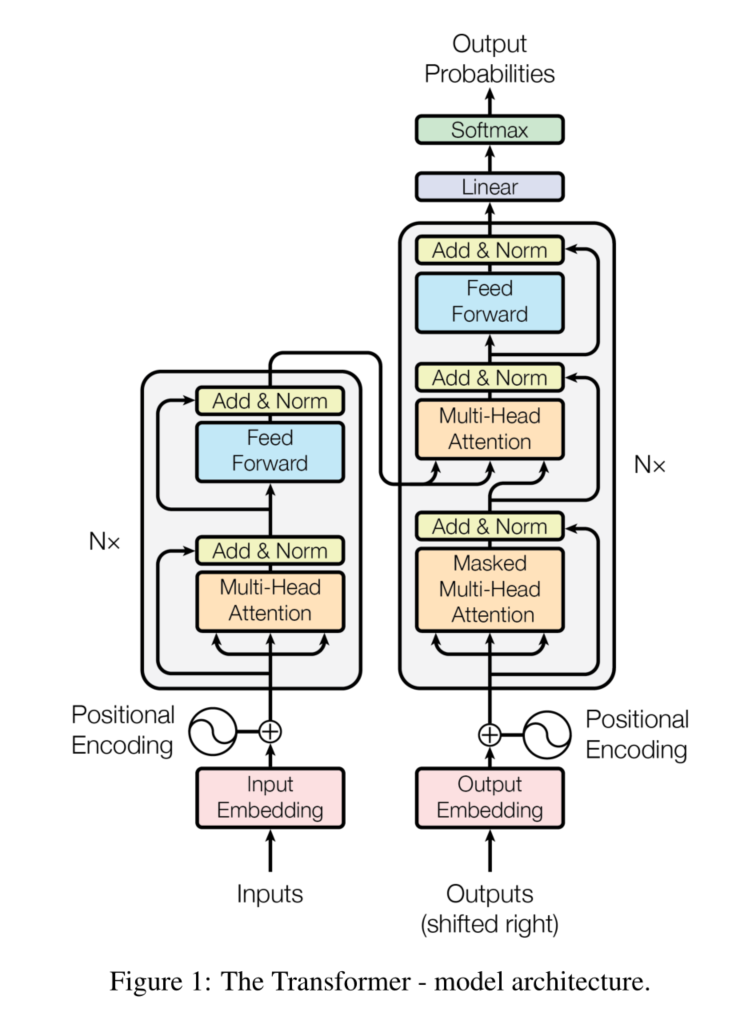 Output
Probabilities
Softmax
Linear
Add & Norm
Feed
Forward
Add & Norm
Multi-Head
Attention
Nx
Add & Norm
Masked
Multi-Head
Attention
Add & Norm
Feed
Forward
N×
Add & Norm
Multi-Head
Attention
Positional
Encoding
Positional
Encoding
Input
Embedding
Output
Embedding
Inputs
Outputs
(shifted right)
Figure 1: The Transformer - model architecture.